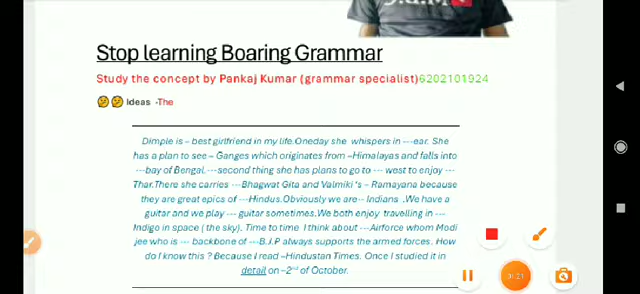 Stop learning Boaring Grammar
Study the concept by Pankaj Kumar (grammar specialist)6202101924
Ideas -The
Dimple is – best girlfriend in my life.Oneday she whispers in ---ear. She
has a plan to see – Ganges which originates from –Himalayas and falls into
---bay of Bengal.---second thing she has plans to go to --- west to enjoy ---
Thar.There she carries ---Bhagwat Gita and Valmiki 's – Ramayana because
they are great epics of ---Hindus.Obviously we are-- Indians .We have a
guitar and we play --- guitar sometimes.We both enjoy travelling in ---
Indigo in space ( the sky). Time to time I think about ---Airforce whom Modi
jee who is --- backbone of ---B.J.P always supports the armed forces. How
do I know this ? Because I read –Hindustan Times. Once I studied it in
detail on –2nd of October.
01:21